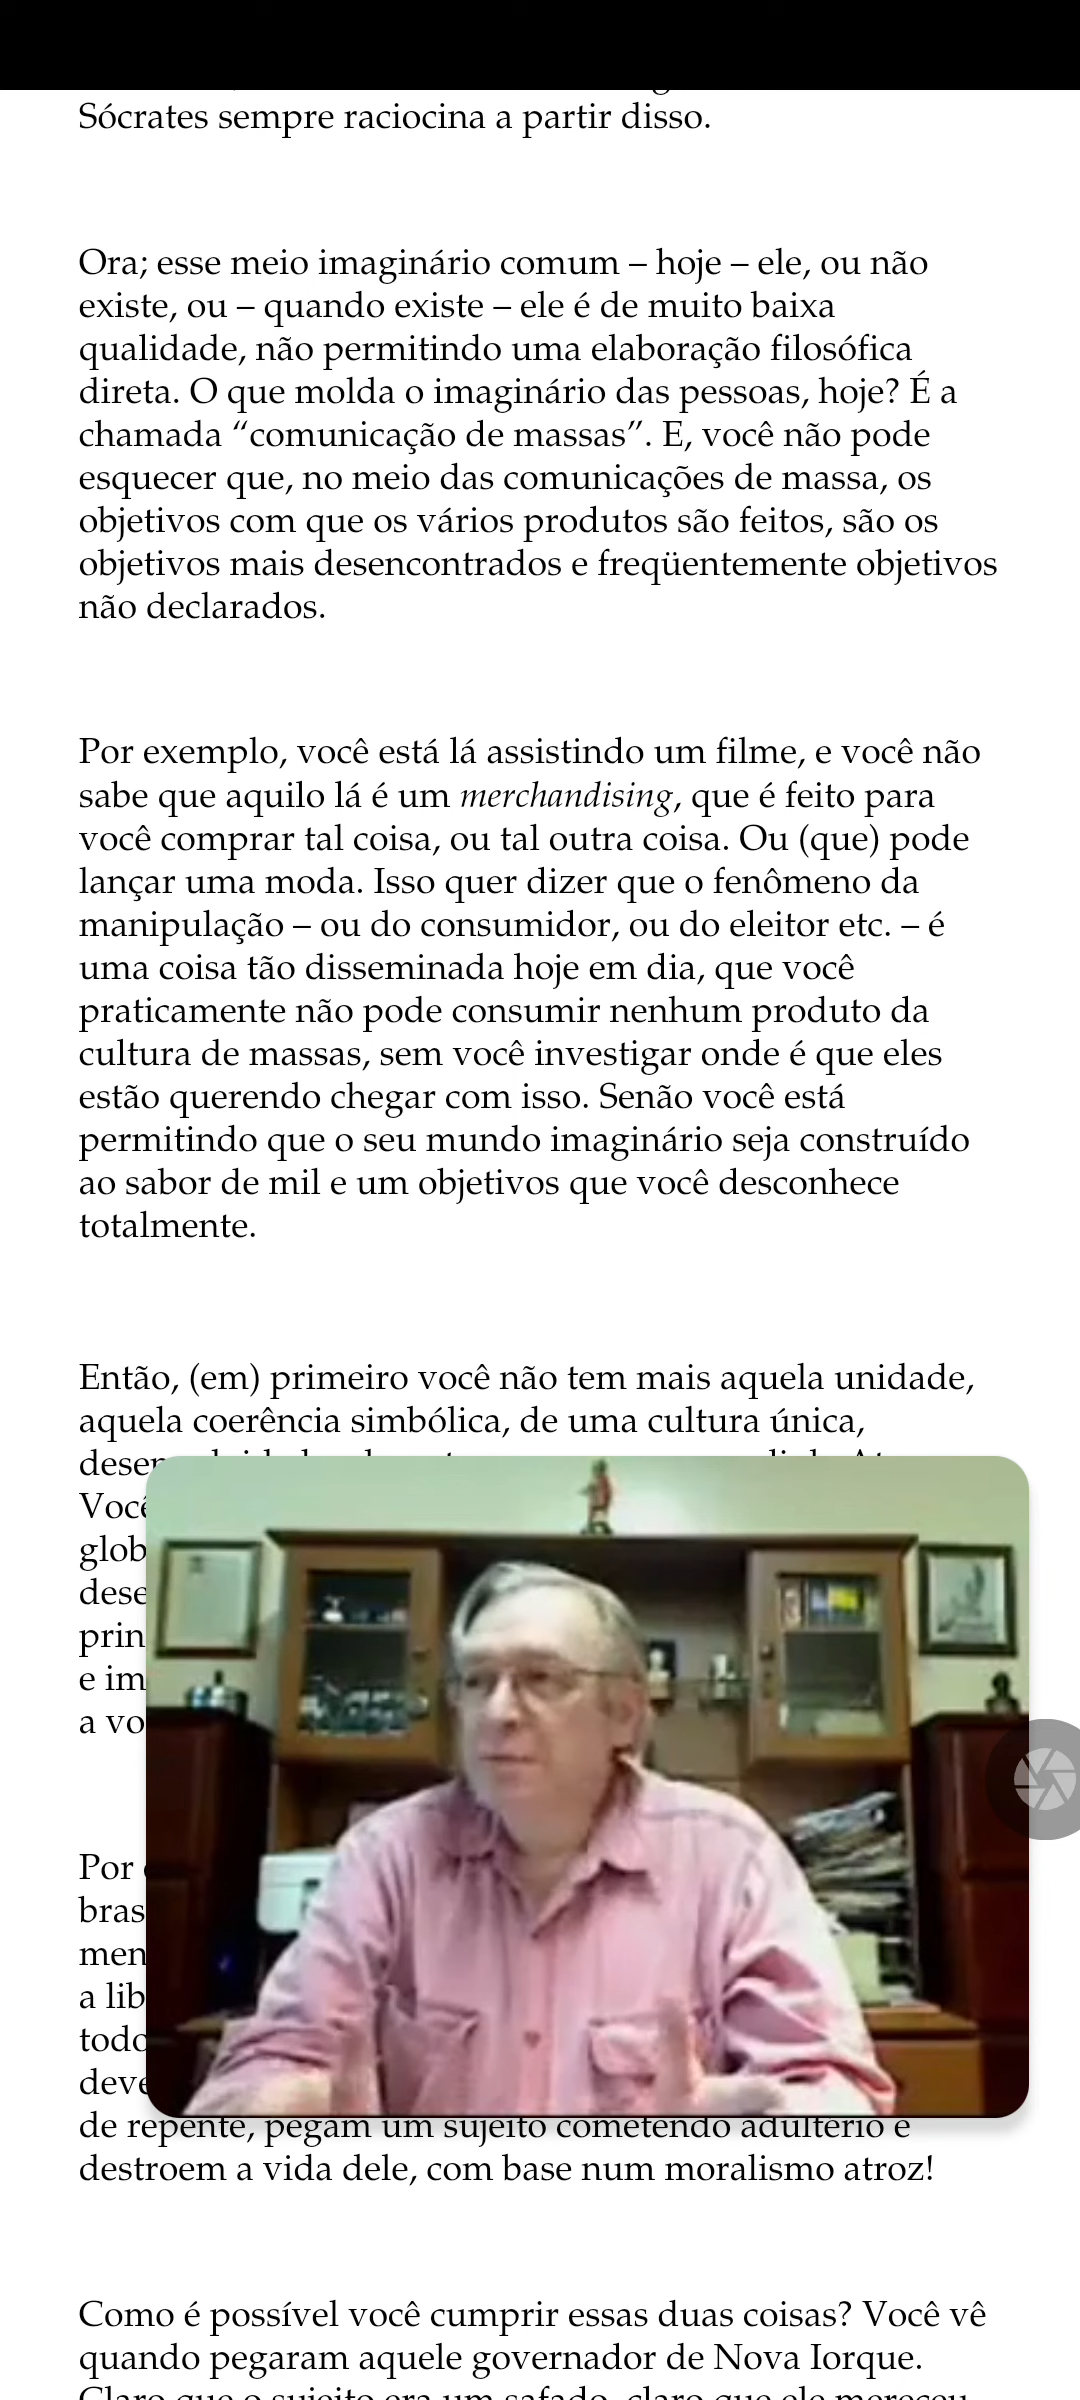 Sócrates sempre raciocina a partir disso.
Ora; esse meio imaginário comum – hoje – ele, ou não
existe, ou – quando existe – ele é de muito baixa
qualidade, não permitindo uma elaboração filosófica
direta. O que molda o imaginário das pessoas, hoje? É a
chamada “comunicação de massas”. E, você não pode
esquecer que, no meio das comunicações de massa, os
objetivos com que os vários produtos são feitos, são os
objetivos mais desencontrados e freqüentemente objetivos
não declarados.
Por exemplo, você está lá assistindo um filme, e você não
sabe que aquilo lá é um merchandising, que é feito para
você comprar tal coisa, ou tal outra coisa. Ou (que) pode
lançar uma moda. Isso quer dizer que o fenômeno da
manipulação – ou do consumidor, ou do eleitor etc. – é
uma coisa tão disseminada hoje em dia, que você
praticamente não pode consumir nenhum produto da
cultura de massas, sem você investigar onde é que eles
estão querendo chegar com isso. Senão você está
permitindo que o seu mundo imaginário seja construído
ao sabor de mil e um objetivos que você desconhece
totalmente.
Então, (em) primeiro você não tem mais aquela unidade,
aquela coerência simbólica, de uma cultura única,
Você
glob
dese
prin
e im
a vo
Por
bras
men
a lib
todo
deve
de repente, pegam um sujeito cometendo adultério e
destroem a vida dele, com base num moralismo atroz!
Como é possível você cumprir essas duas coisas? Você vê
quando pegaram aquele governador de Nova Iorque.
Claro que o sujeito era um safado, claro que ele mereceu